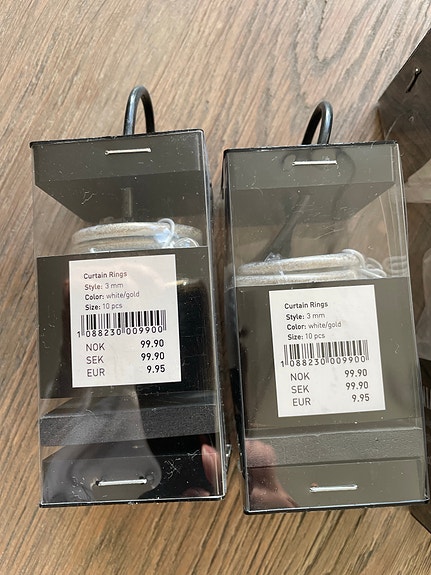 Curtain Rings
Style: 3 mm
Color: white/gold
Size: 10 pcs
1 088230 009900
NOK 99.90
SEK 99.90
EUR 9.95
Curtain Rings
Style: 3 mm
Color: white/gold
Size: 10 pcs
1 088230 009900
NOK 99.90
SEK 99.90
EUR 9.95